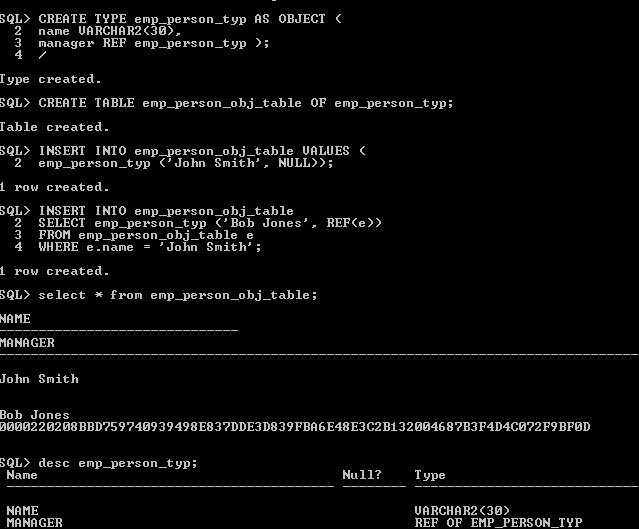 SQL> CREATE TYPE emp_person_typ AS OBJECT (
  2  name VARCHAR2(30),
  3  manager REF emp_person_typ );
  4  /
Type created.
SQL> CREATE TABLE emp_person_obj_table OF emp_person_typ;
Table created.
SQL> INSERT INTO emp_person_obj_table VALUES (
  2  emp_person_typ ('John Smith', NULL));
1 row created.
SQL> INSERT INTO emp_person_obj_table
  2  SELECT emp_person_typ ('Bob Jones', REF(e))
  3  FROM emp_person_obj_table e
  4  WHERE e.name = 'John Smith';
1 row created.
SQL> select * from emp_person_obj_table;
NAME
------------------------------
MANAGER
--------------------------------------------------------------------------------
John Smith
Bob Jones
0000220208BBD759740939498E837DDE3D839FBA6E48E3C2B132004687B3F4D4C072F9BF0D
SQL> desc emp_person_typ;
 Name                                      Null?    Type
 ----------------------------------------- -------- ----------------------------
 NAME                                               VARCHAR2(30)
 MANAGER                                            REF OF EMP_PERSON_TYP